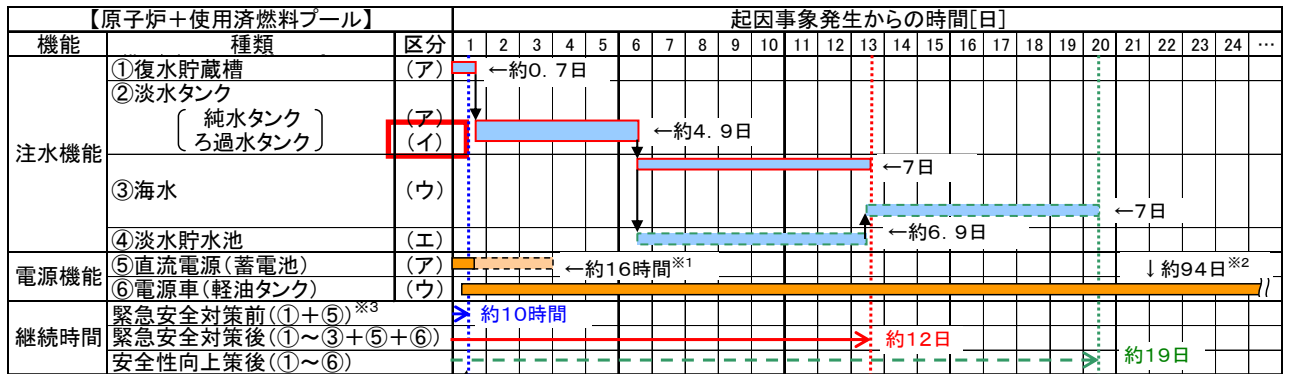 【原子炉＋使用済燃料プール】 起因事象発生からの時間[日]
機能 種類 区分 1 2 3 4 5 6 7 8 9 10 11 12 13 14 15 16 17 18 19 20 21 22 23 24 …
注水機能
①復水貯蔵槽 (ア) ←約0．7日
②淡水タンク
純水タンク (ア)
ろ過水タンク (イ) ←約4．9日
←7日
③海水 (ウ)
←7日
←約6．9日
④淡水貯水池 (エ)
電源機能
⑤直流電源(蓄電池) (ア) ←約16時間※1 ↓約94日※2
⑥電源車(軽油タンク) (ウ)
継続時間
緊急安全対策前(①＋⑤)※3 約10時間
緊急安全対策後(①～③＋⑤＋⑥) 約12日
安全性向上策後(①～⑥) 約19日